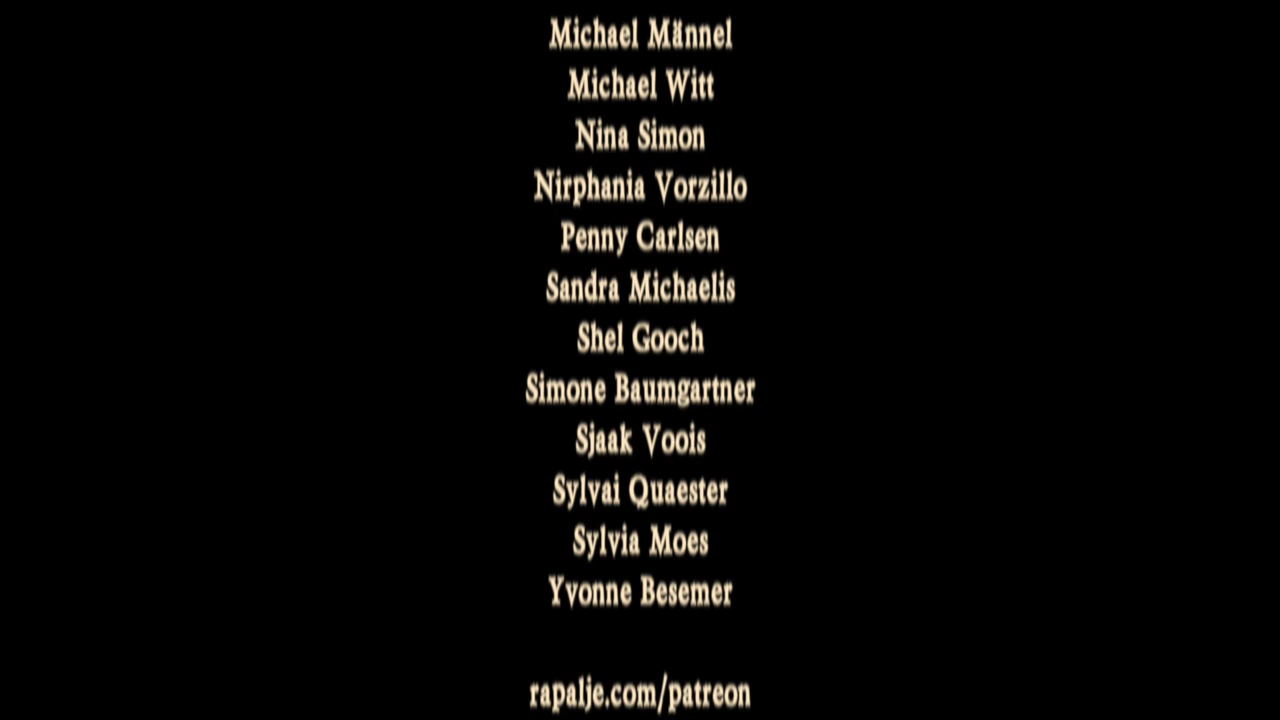 Michael Männel
Michael Witt
Nina Simon
Nirphania Vorzillo
Penny Carlsen
Sandra Michaelis
Shel Gooch
Simone Baumgartner
Sjaak Voois
Sylvai Quaester
Sylvia Moes
Yvonne Besemer
rapalje.com/patreon